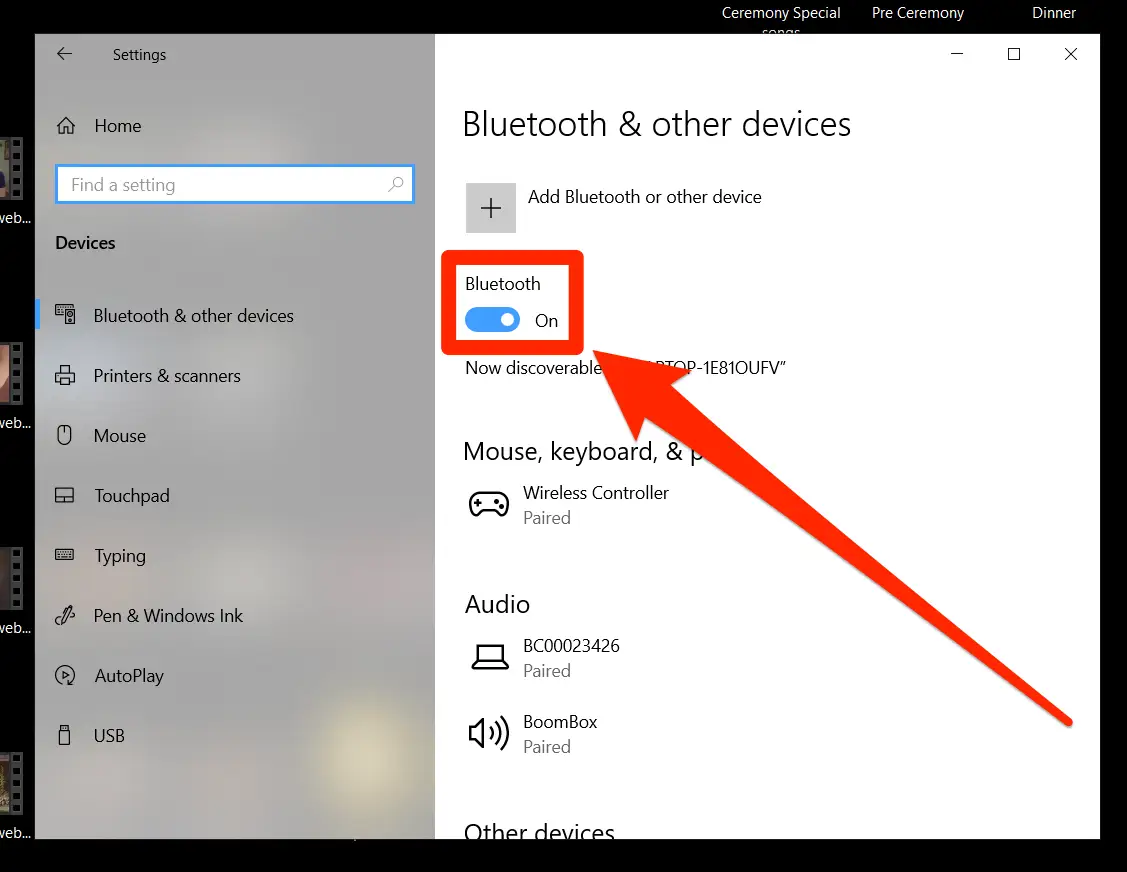 Ceremony Special
songs
Pre Ceremony
Dinner
Settings
Home
Find a setting
Devices
Bluetooth & other devices
Printers & scanners
Mouse
Touchpad
Typing
Pen & Windows Ink
AutoPlay
USB
web...
web...
web...
web...
Bluetooth & other devices
Add Bluetooth or other device
Bluetooth
On
Now discoverable PTOP-1E81OUFV”
Mouse, keyboard, & p
Wireless Controller
Paired
Audio
BC00023426
Paired
BoomBox
Paired
Other devices